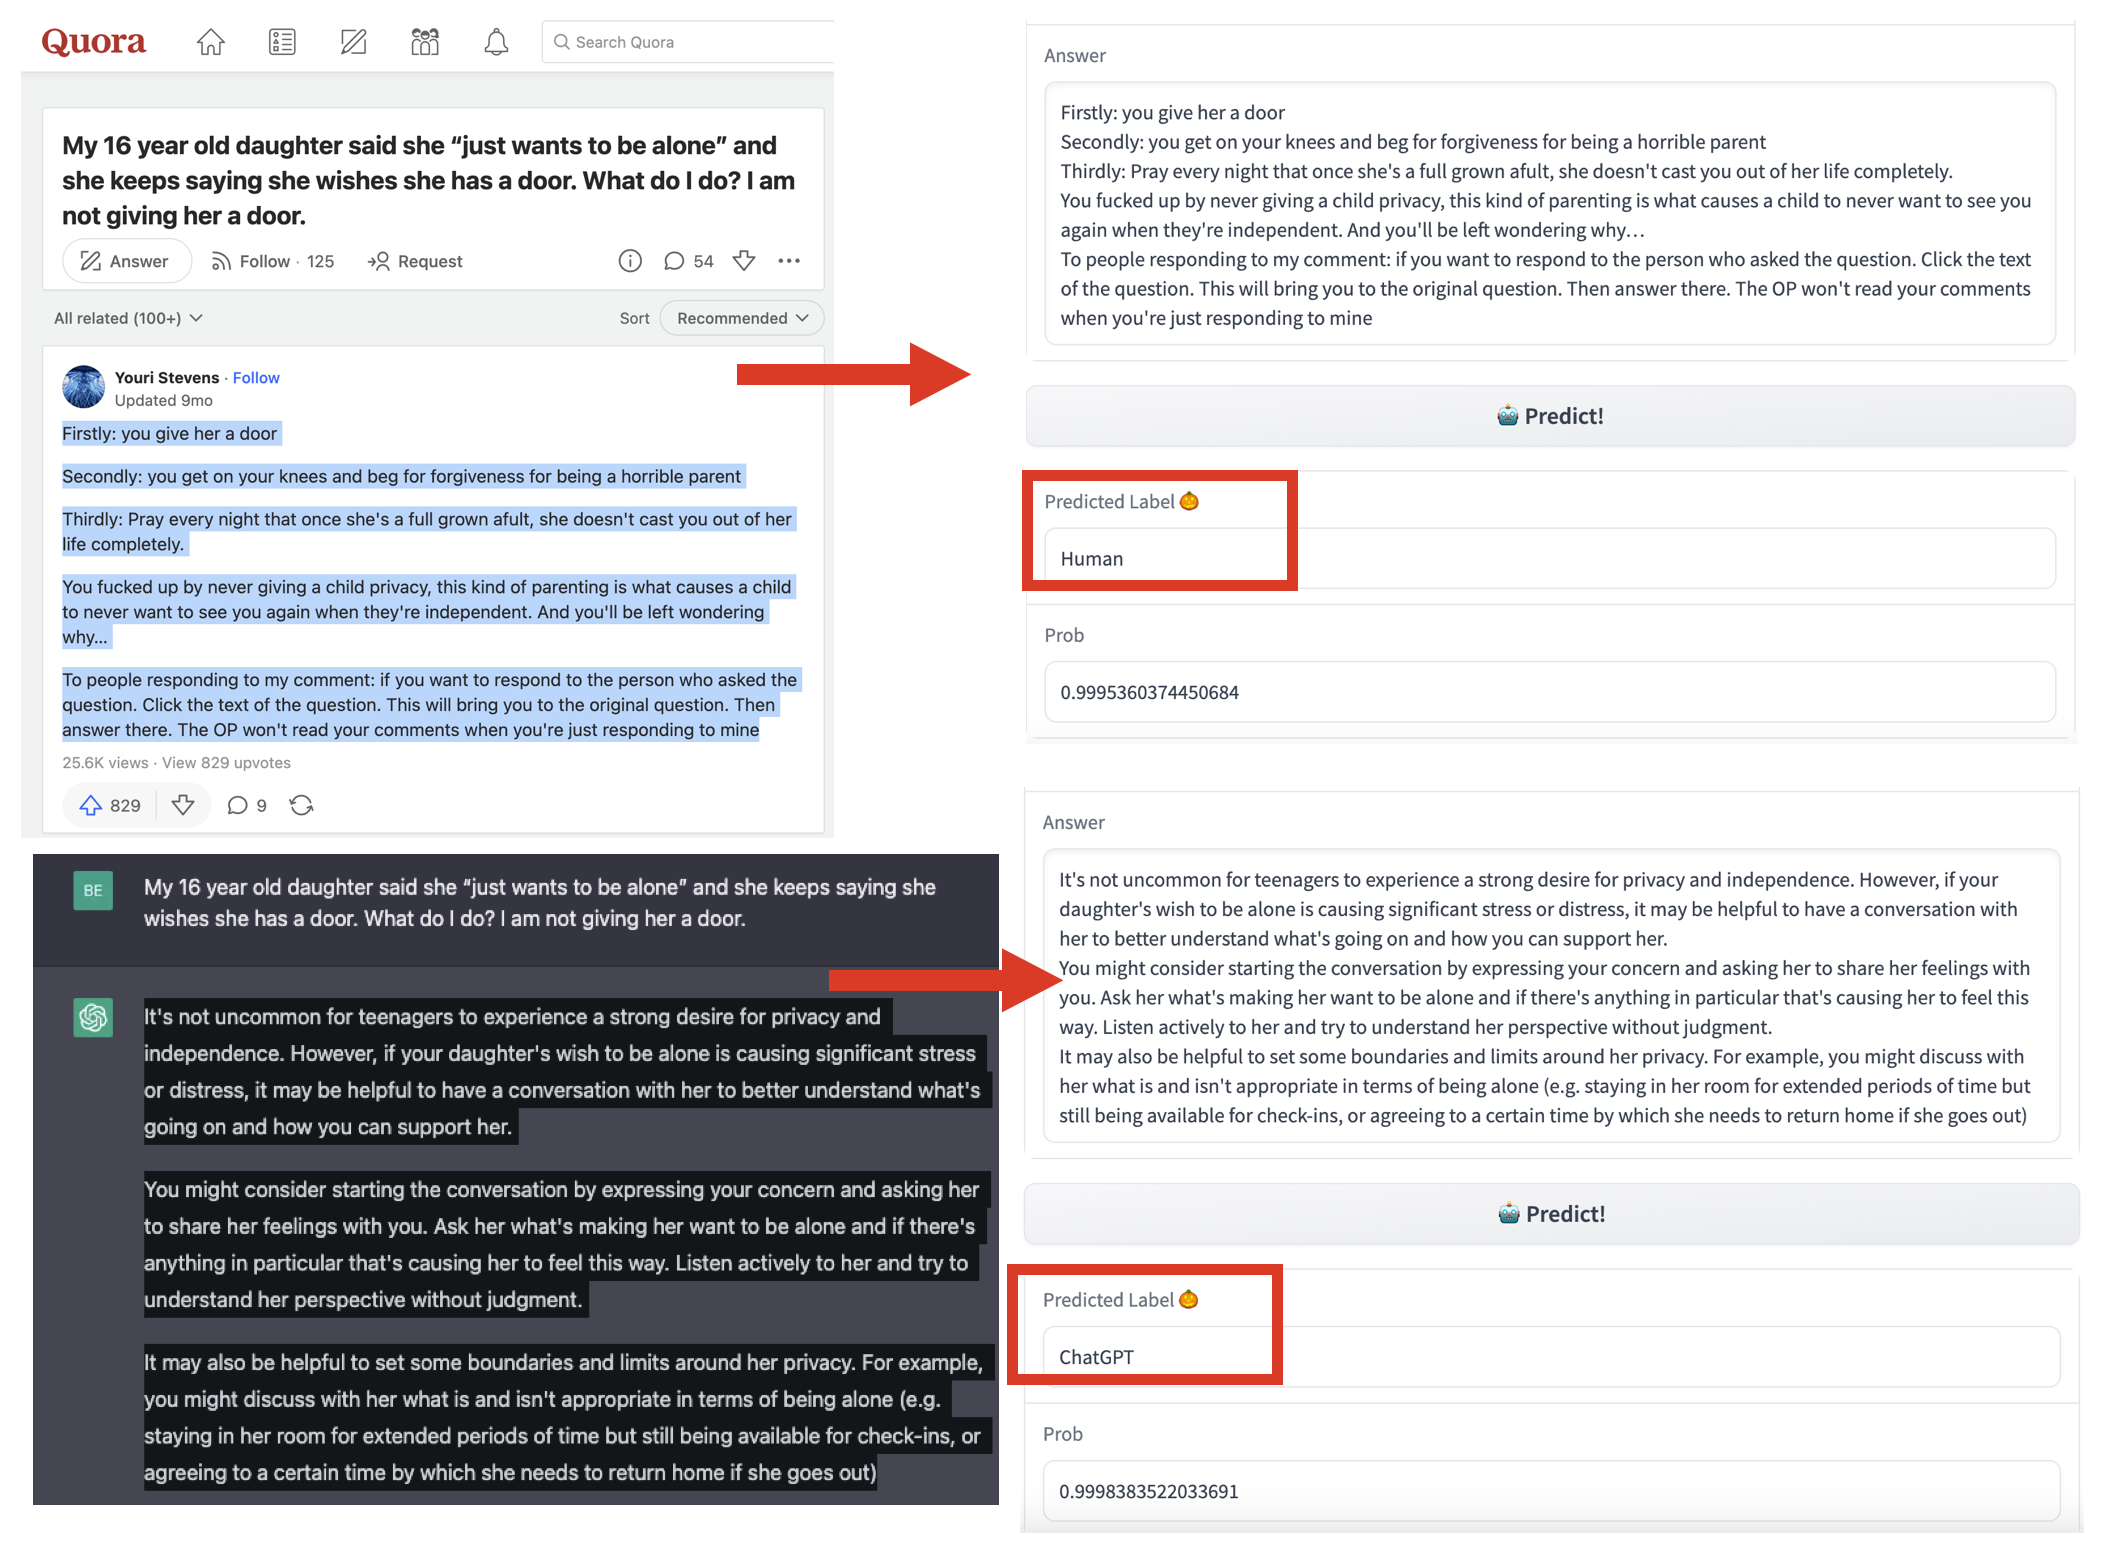 Quora
Search Quora
My 16 year old daughter said she “just wants to be alone” and
she keeps saying she wishes she has a door. What do I do? I am
not giving her a door.
Answer
Follow · 125
Request
54
All related (100+)
Sort
Recommended
Youri Stevens · Follow
Updated 9mo
Firstly: you give her a door
Secondly: you get on your knees and beg for forgiveness for being a horrible parent
Thirdly: Pray every night that once she's a full grown afult, she doesn't cast you out of her
life completely.
You fucked up by never giving a child privacy, this kind of parenting is what causes a child
to never want to see you again when they're independent. And you'll be left wondering
why...
To people responding to my comment: if you want to respond to the person who asked the
question. Click the text of the question. This will bring you to the original question. Then
answer there. The OP won't read your comments when you're just responding to mine
25.6K views · View 829 upvotes
829
9
Answer
Firstly: you give her a door
Secondly: you get on your knees and beg for forgiveness for being a horrible parent
Thirdly: Pray every night that once she's a full grown afult, she doesn't cast you out of her life completely.
You fucked up by never giving a child privacy, this kind of parenting is what causes a child to never want to see you
again when they're independent. And you'll be left wondering why…
To people responding to my comment: if you want to respond to the person who asked the question. Click the text
of the question. This will bring you to the original question. Then answer there. The OP won't read your comments
when you're just responding to mine
🤖 Predict!
Predicted Label 🎃
Human
Prob
0.9995360374450684
BE
My 16 year old daughter said she “just wants to be alone” and she keeps saying she
wishes she has a door. What do I do? I am not giving her a door.
It's not uncommon for teenagers to experience a strong desire for privacy and
independence. However, if your daughter's wish to be alone is causing significant stress
or distress, it may be helpful to have a conversation with her to better understand what's
going on and how you can support her.
You might consider starting the conversation by expressing your concern and asking her
to share her feelings with you. Ask her what's making her want to be alone and if there's
anything in particular that's causing her to feel this way. Listen actively to her and try to
understand her perspective without judgment.
It may also be helpful to set some boundaries and limits around her privacy. For example,
you might discuss with her what is and isn't appropriate in terms of being alone (e.g.
staying in her room for extended periods of time but still being available for check-ins, or
agreeing to a certain time by which she needs to return home if she goes out)
Answer
It's not uncommon for teenagers to experience a strong desire for privacy and independence. However, if your
daughter's wish to be alone is causing significant stress or distress, it may be helpful to have a conversation with
her to better understand what's going on and how you can support her.
You might consider starting the conversation by expressing your concern and asking her to share her feelings with
you. Ask her what's making her want to be alone and if there's anything in particular that's causing her to feel this
way. Listen actively to her and try to understand her perspective without judgment.
It may also be helpful to set some boundaries and limits around her privacy. For example, you might discuss with
her what is and isn't appropriate in terms of being alone (e.g. staying in her room for extended periods of time but
still being available for check-ins, or agreeing to a certain time by which she needs to return home if she goes out)
🤖 Predict!
Predicted Label 🎃
ChatGPT
Prob
0.9998383522033691